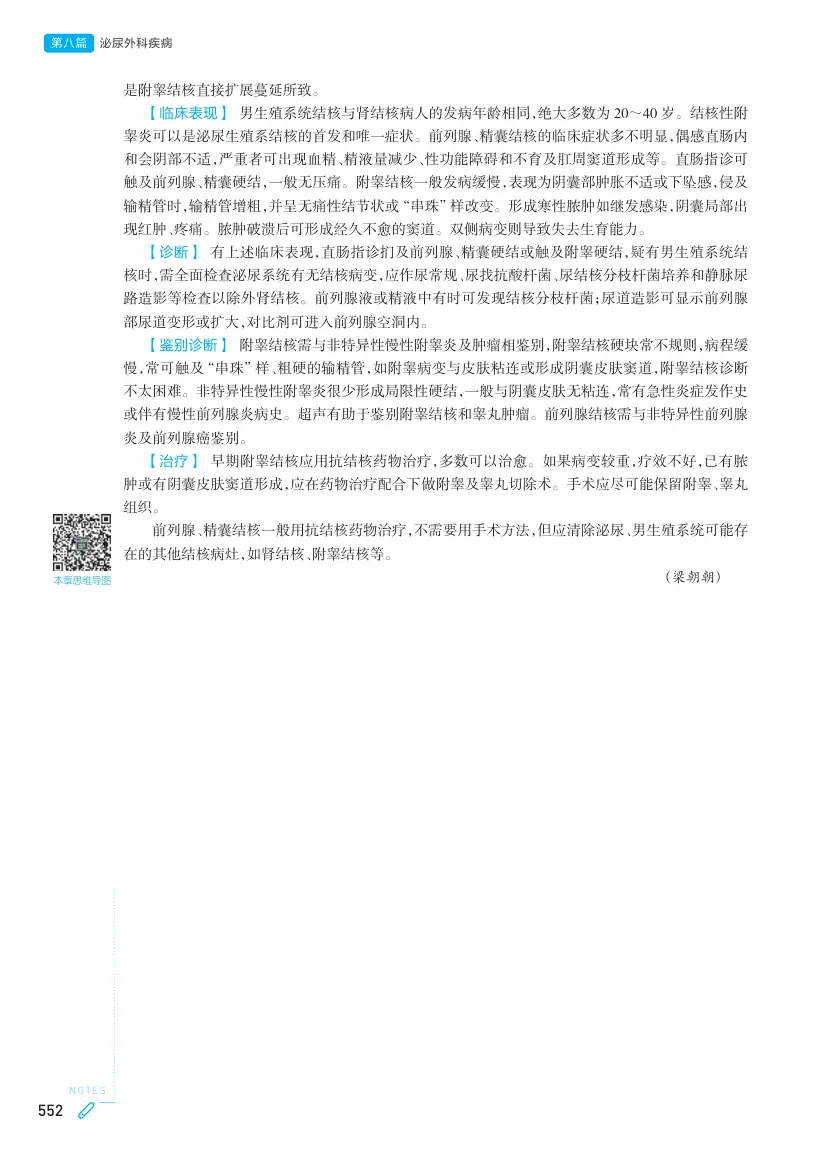 第八篇 泌尿外科疾病
是附睾结核直接扩展蔓延所致。
【临床表现】 男生殖系统结核与肾结核病人的发病年龄相同,绝大多数为 20～40 岁。结核性附
睾炎可以是泌尿生殖系结核的首发和唯一症状。前列腺、精囊结核的临床症状多不明显,偶感直肠内
和会阴部不适,严重者可出现血精、精液量减少、性功能障碍和不育及肛周窦道形成等。直肠指诊可
触及前列腺、精囊硬结,一般无压痛。附睾结核一般发病缓慢,表现为阴囊部肿胀不适或下坠感,侵及
输精管时,输精管增粗,并呈无痛性结节状或 “串珠” 样改变。形成寒性脓肿如继发感染,阴囊局部出
现红肿、疼痛。脓肿破溃后可形成经久不愈的窦道。双侧病变则导致失去生育能力。
【诊断】 有上述临床表现,直肠指诊扪及前列腺、精囊硬结或触及附睾硬结,疑有男生殖系统结
核时,需全面检查泌尿系统有无结核病变,应作尿常规、尿找抗酸杆菌、尿结核分枝杆菌培养和静脉尿
路造影等检查以除外肾结核。前列腺液或精液中有时可发现结核分枝杆菌;尿道造影可显示前列腺
部尿道变形或扩大,对比剂可进入前列腺空洞内。
【鉴别诊断】 附睾结核需与非特异性慢性附睾炎及肿瘤相鉴别,附睾结核硬块常不规则,病程缓
慢,常可触及 “串珠” 样、粗硬的输精管,如附睾病变与皮肤粘连或形成阴囊皮肤窦道,附睾结核诊断
不太困难。非特异性慢性附睾炎很少形成局限性硬结,一般与阴囊皮肤无粘连,常有急性炎症发作史
或伴有慢性前列腺炎病史。超声有助于鉴别附睾结核和睾丸肿瘤。前列腺结核需与非特异性前列腺
炎及前列腺癌鉴别。
【治疗】 早期附睾结核应用抗结核药物治疗,多数可以治愈。如果病变较重,疗效不好,已有脓
肿或有阴囊皮肤窦道形成,应在药物治疗配合下做附睾及睾丸切除术。手术应尽可能保留附睾、睾丸
组织。
前列腺、精囊结核一般用抗结核药物治疗,不需要用手术方法,但应清除泌尿、男生殖系统可能存
在的其他结核病灶,如肾结核、附睾结核等。
（梁朝朝）
本章思维导图
NOTES
552